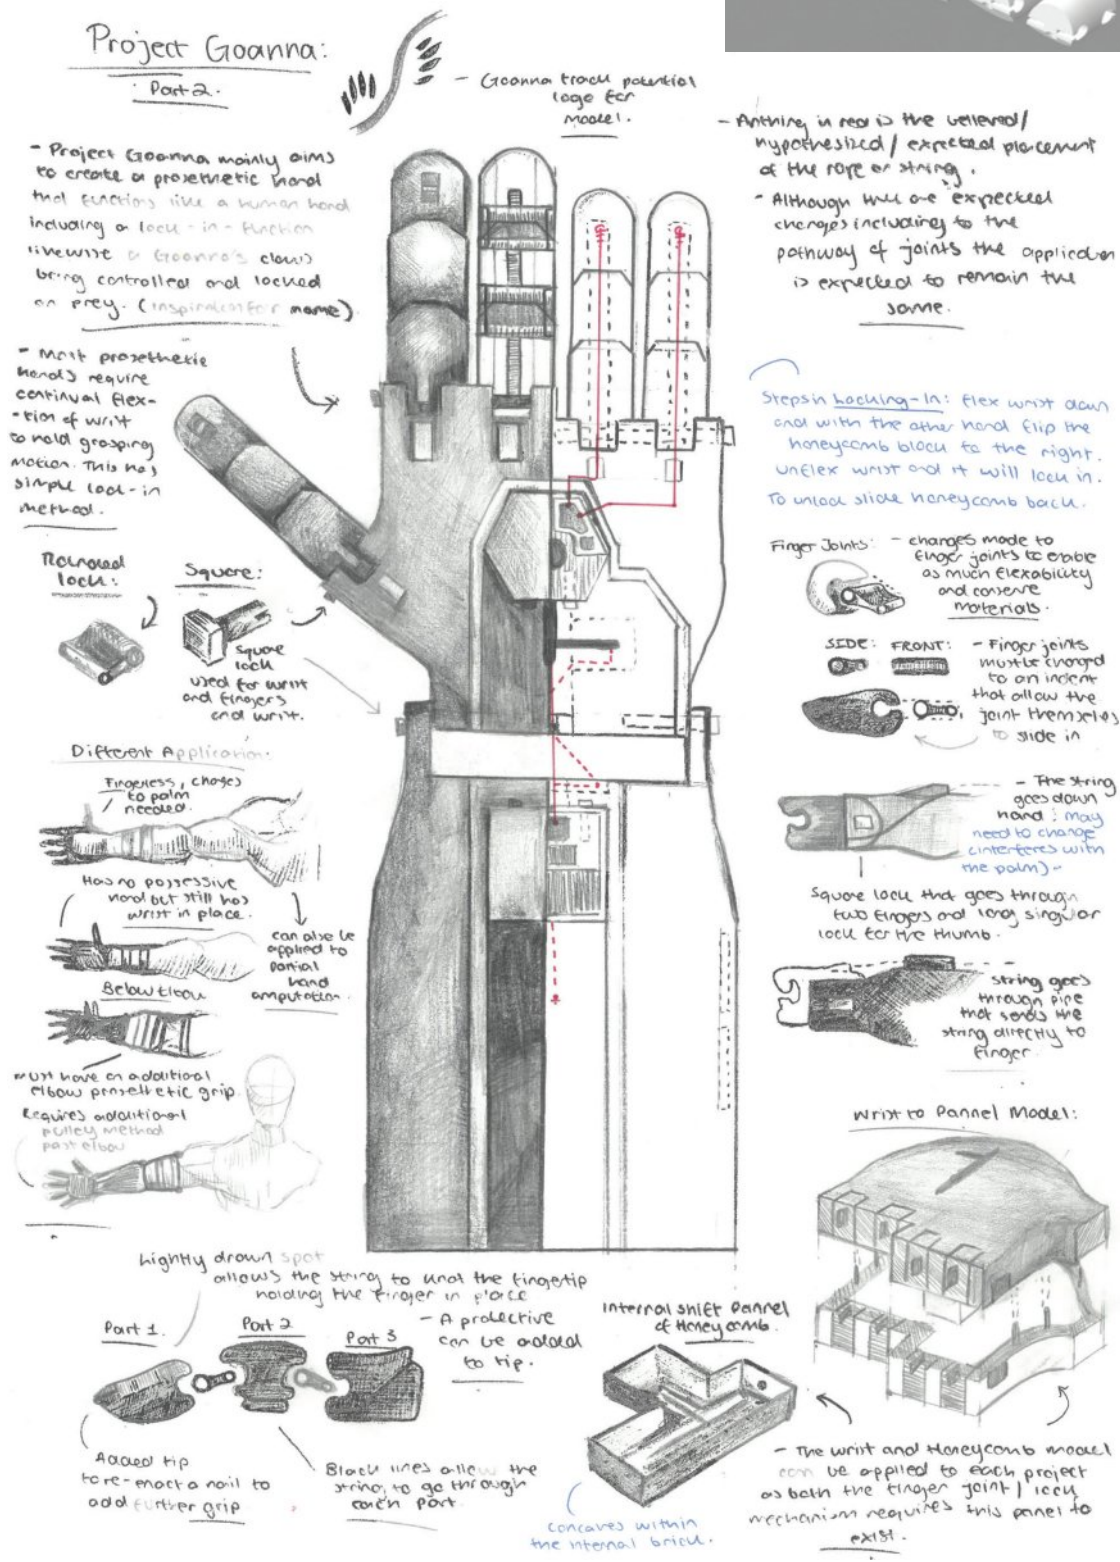 Project Goanna:
Part 2.
- Goanna track potential
logo for
model.
- Project Goanna mainly aims
to create a prosethetic hand
that functions like a human hand
including a lock-in-function
likewise a Goanna's claws
bring controlled and locked
on prey. (inspiration for name)
- Anthing in red is the believed/
hypothesized/expected placement
of the rope or string.
- Although there are expected
changes including to the
pathway of joints the application
is expected to remain the
same.
- Most prosethetic
hands require
continual flex-
-tion of wrist
to hold grasping
motion. This has
simple lock-in
method.
Steps in Locking-In: flex wrist down
and with the other hand flip the
honeycomb block to the right.
unflex wrist and it will lock in.
To unlock slide honeycomb back.
Rounded
lock:
Square:
square
lock
used for wrist
and fingers
and wrist.
Finger Joints: - changes made to
finger joints to enable
as much flexability
and conserve
materials.
SIDE: FRONT:
- Finger joints
must be changed
to an indent
that allow the
joint themselves
to slide in
Different Application:
Fingerless, changes
to palm
needed.
Has no possessive
hand but still has
wrist in place.
can also be
applied to
partial
hand
amputation.
Below Elbow
must have an additional
elbow prosethetic grip.
Requires additional
pulley method
past elbow
- The string
goes down
hand: may
need to change
(interferes with
the palm) -
Square lock that goes through
two fingers and long singular
lock for the thumb.
string goes
through pipe
that sends the
string directly to
finger.
Wrist to Pannel Model:
Lightly drawn spot
allows the string to knot the fingertip
holding the finger in place
Part 1.
Part 2
Part 3
- A protective
can be added
to tip.
Added tip
to re-enact a nail to
add further grip
Black lines allow the
string to go through
each part.
Internal shift Pannel
of Honeycomb.
concaves within
the internal brick.
- The wrist and Honeycomb model
can be applied to each project
as both the finger joint/lock
mechanism requires this panel to
exist.